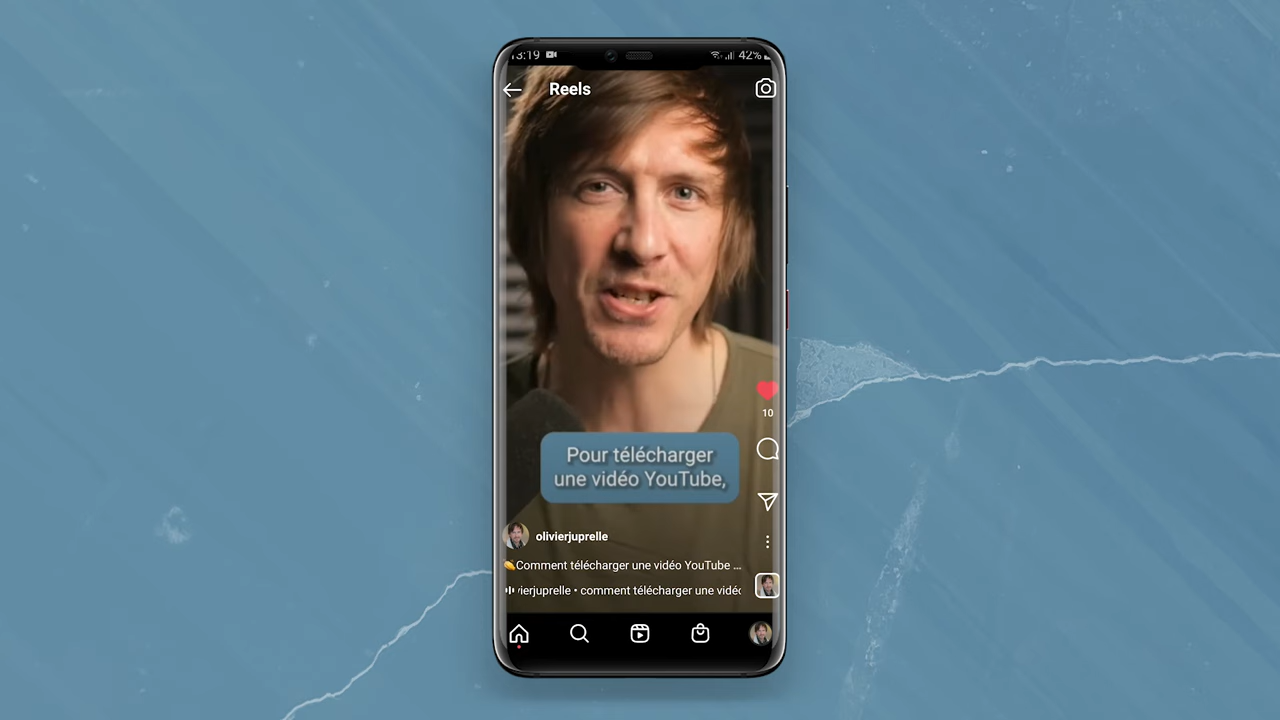 13:19
42%
Reels
10
Pour télécharger
une vidéo YouTube,
olivierjuprelle
Comment télécharger une vidéo YouTube ...
vierjuprelle • comment télécharger une vidéo